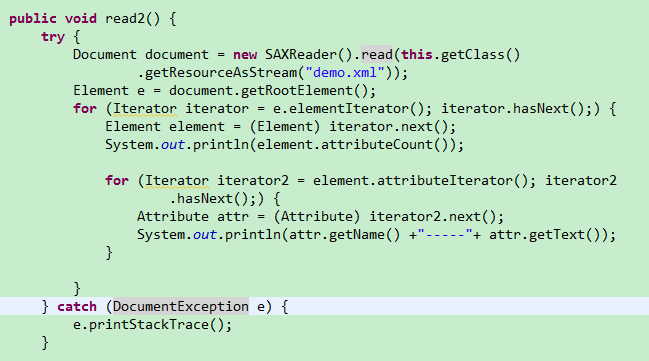 public void read2() {
    try {
        Document document = new SAXReader().read(this.getClass()
                .getResourceAsStream("demo.xml"));
        Element e = document.getRootElement();
        for (Iterator iterator = e.elementIterator(); iterator.hasNext();) {
            Element element = (Element) iterator.next();
            System.out.println(element.attributeCount());
            for (Iterator iterator2 = element.attributeIterator(); iterator2
                    .hasNext();) {
                Attribute attr = (Attribute) iterator2.next();
                System.out.println(attr.getName() +"-----"+ attr.getText());
            }
        }
    } catch (DocumentException e) {
        e.printStackTrace();
    }